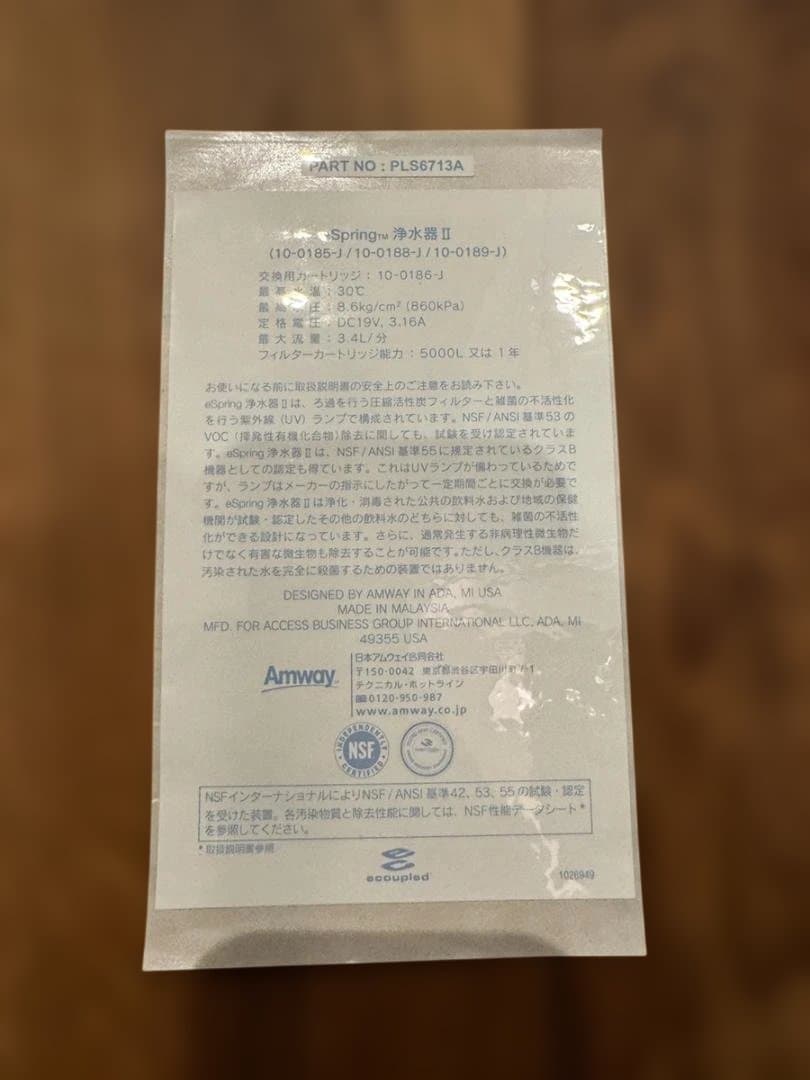 PART NO : PLS6713A
eSpring™ 浄水器Ⅱ
(10-0185-J / 10-0188-J / 10-0189-J)
交換用カートリッジ : 10-0186-J
最高水温 : 30℃
最高水圧 : 8.6kg/cm² (860kPa)
定格電圧 : DC19V, 3.16A
最大流量 : 3.4L/分
フィルターカートリッジ能力 : 5000L 又は 1年
お使いになる前に取扱説明書の安全上のご注意をお読み下さい。
eSpring 浄水器Ⅱは、ろ過を行う圧縮活性炭フィルターと雑菌の不活性化
を行う紫外線（UV）ランプで構成されています。NSF/ANSI 基準53の
VOC（揮発性有機化合物）除去に関しても、試験を受け認定されていま
す。eSpring 浄水器Ⅱは、NSF/ANSI 基準55に規定されているクラスB
機器としての認定も得ています。これはUVランプが備わっているためで
すが、ランプはメーカーの指示にしたがって一定期間ごとに交換が必要で
す。eSpring 浄水器Ⅱは浄化・消毒された公共の飲料水および地域の保健
機関が試験・認定したその他の飲料水のどちらに対しても、雑菌の不活性
化ができる設計になっています。さらに、通常発生する非病理性微生物だ
けでなく有害な微生物も除去することが可能です。ただし、クラスB機器は、
汚染された水を完全に殺菌するための装置ではありません。
DESIGNED BY AMWAY IN ADA, MI USA
MADE IN MALAYSIA
MFD. FOR ACCESS BUSINESS GROUP INTERNATIONAL LLC, ADA, MI
49355 USA
Amway
日本アムウェイ合同会社
〒150-0042 東京都渋谷区宇田川町7-1
テクニカル・ホットライン
0120-950-987
www.amway.co.jp
INDEPENDENTLY
NSF
CERTIFIED
NSFインターナショナルによりNSF/ANSI 基準42、53、55 の試験・認定
を受けた装置。各汚染物質と除去性能に関しては、NSF性能データシート*
を参照してください。
*取扱説明書参照
ecoupled
1026949